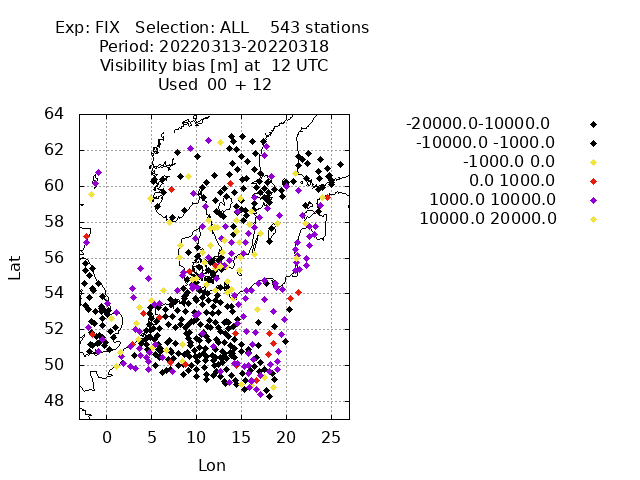 Exp: FIX   Selection: ALL    543 stations
Period: 20220313-20220318
Visibility bias [m] at  12 UTC
Used  00 + 12
-20000.0-10000.0
-10000.0 -1000.0
-1000.0 0.0
0.0 1000.0
1000.0 10000.0
10000.0 20000.0
64
62
60
58
56
54
52
50
48
Lat
0 5 10 15 20 25
Lon